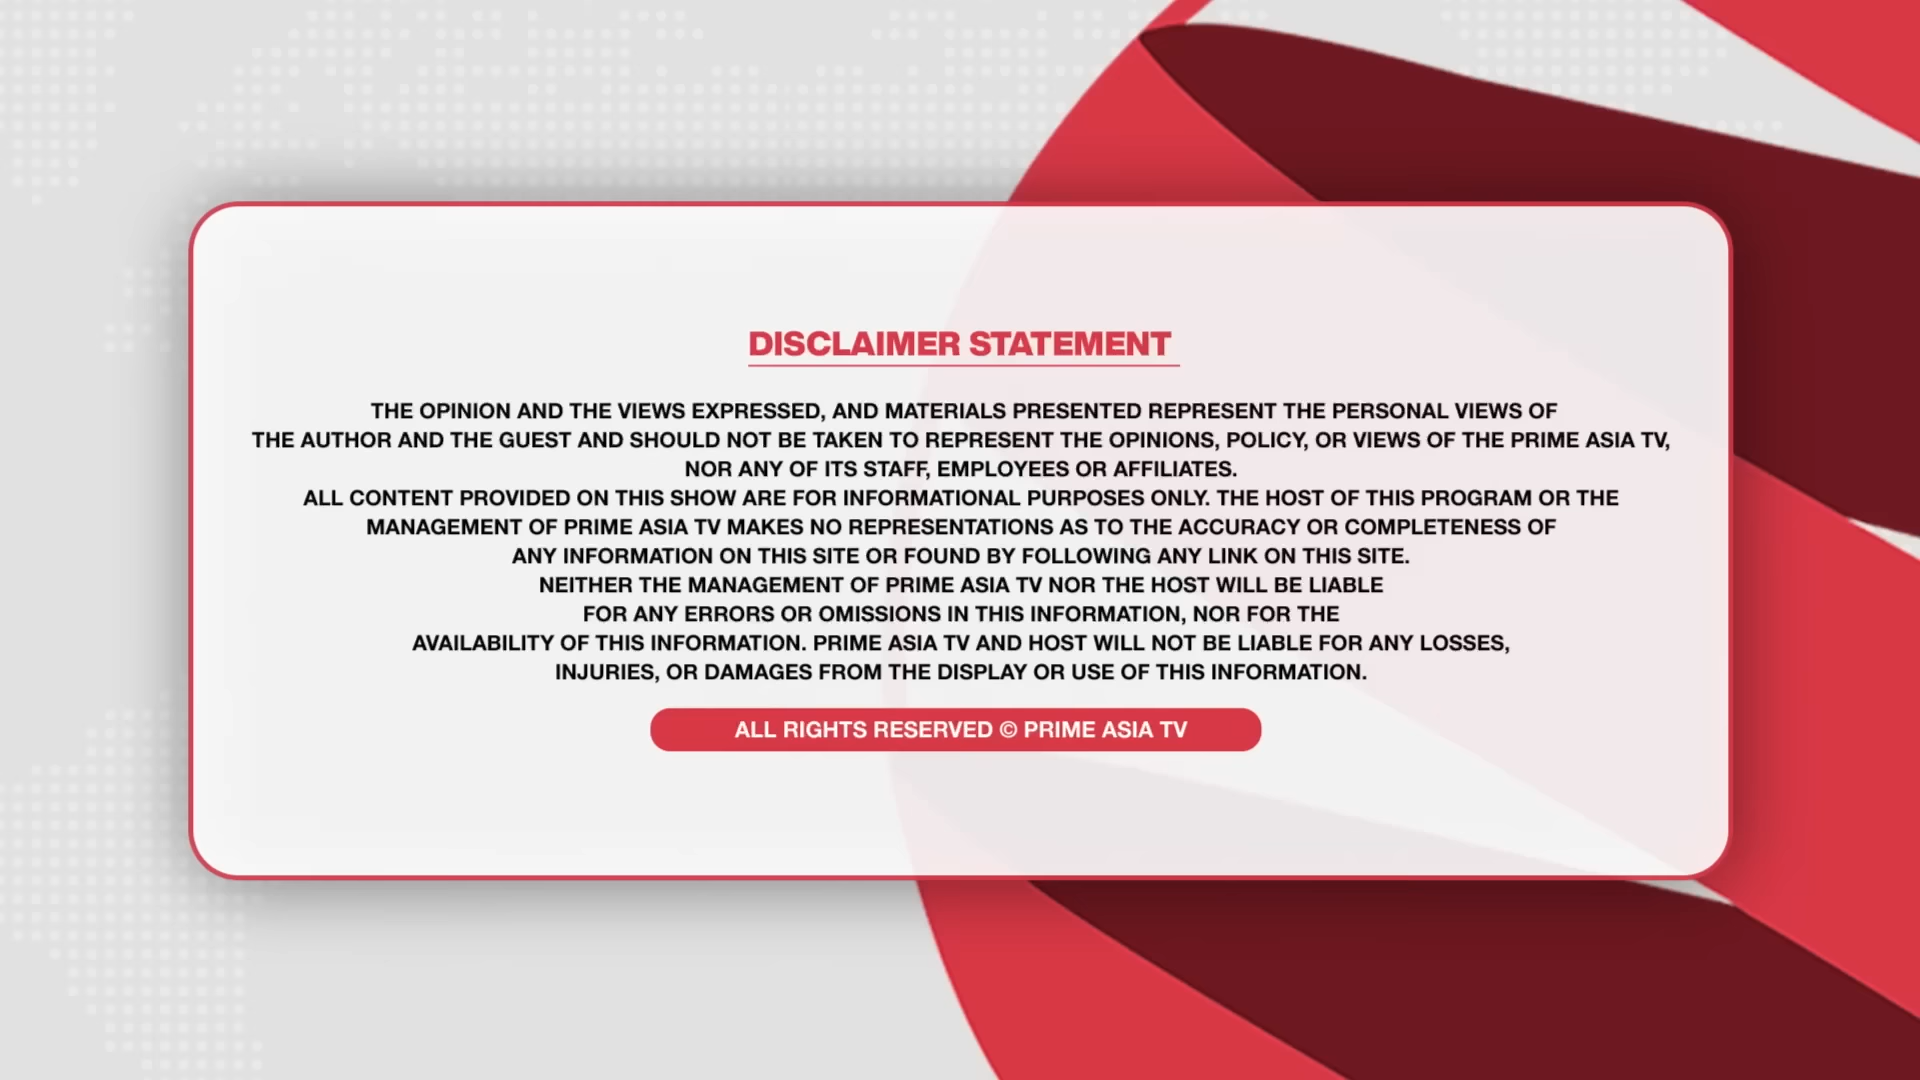 DISCLAIMER STATEMENT
THE OPINION AND THE VIEWS EXPRESSED, AND MATERIALS PRESENTED REPRESENT THE PERSONAL VIEWS OF
THE AUTHOR AND THE GUEST AND SHOULD NOT BE TAKEN TO REPRESENT THE OPINIONS, POLICY, OR VIEWS OF THE PRIME ASIA TV,
NOR ANY OF ITS STAFF, EMPLOYEES OR AFFILIATES.
ALL CONTENT PROVIDED ON THIS SHOW ARE FOR INFORMATIONAL PURPOSES ONLY. THE HOST OF THIS PROGRAM OR THE
MANAGEMENT OF PRIME ASIA TV MAKES NO REPRESENTATIONS AS TO THE ACCURACY OR COMPLETENESS OF
ANY INFORMATION ON THIS SITE OR FOUND BY FOLLOWING ANY LINK ON THIS SITE.
NEITHER THE MANAGEMENT OF PRIME ASIA TV NOR THE HOST WILL BE LIABLE
FOR ANY ERRORS OR OMISSIONS IN THIS INFORMATION, NOR FOR THE
AVAILABILITY OF THIS INFORMATION. PRIME ASIA TV AND HOST WILL NOT BE LIABLE FOR ANY LOSSES,
INJURIES, OR DAMAGES FROM THE DISPLAY OR USE OF THIS INFORMATION.
ALL RIGHTS RESERVED © PRIME ASIA TV